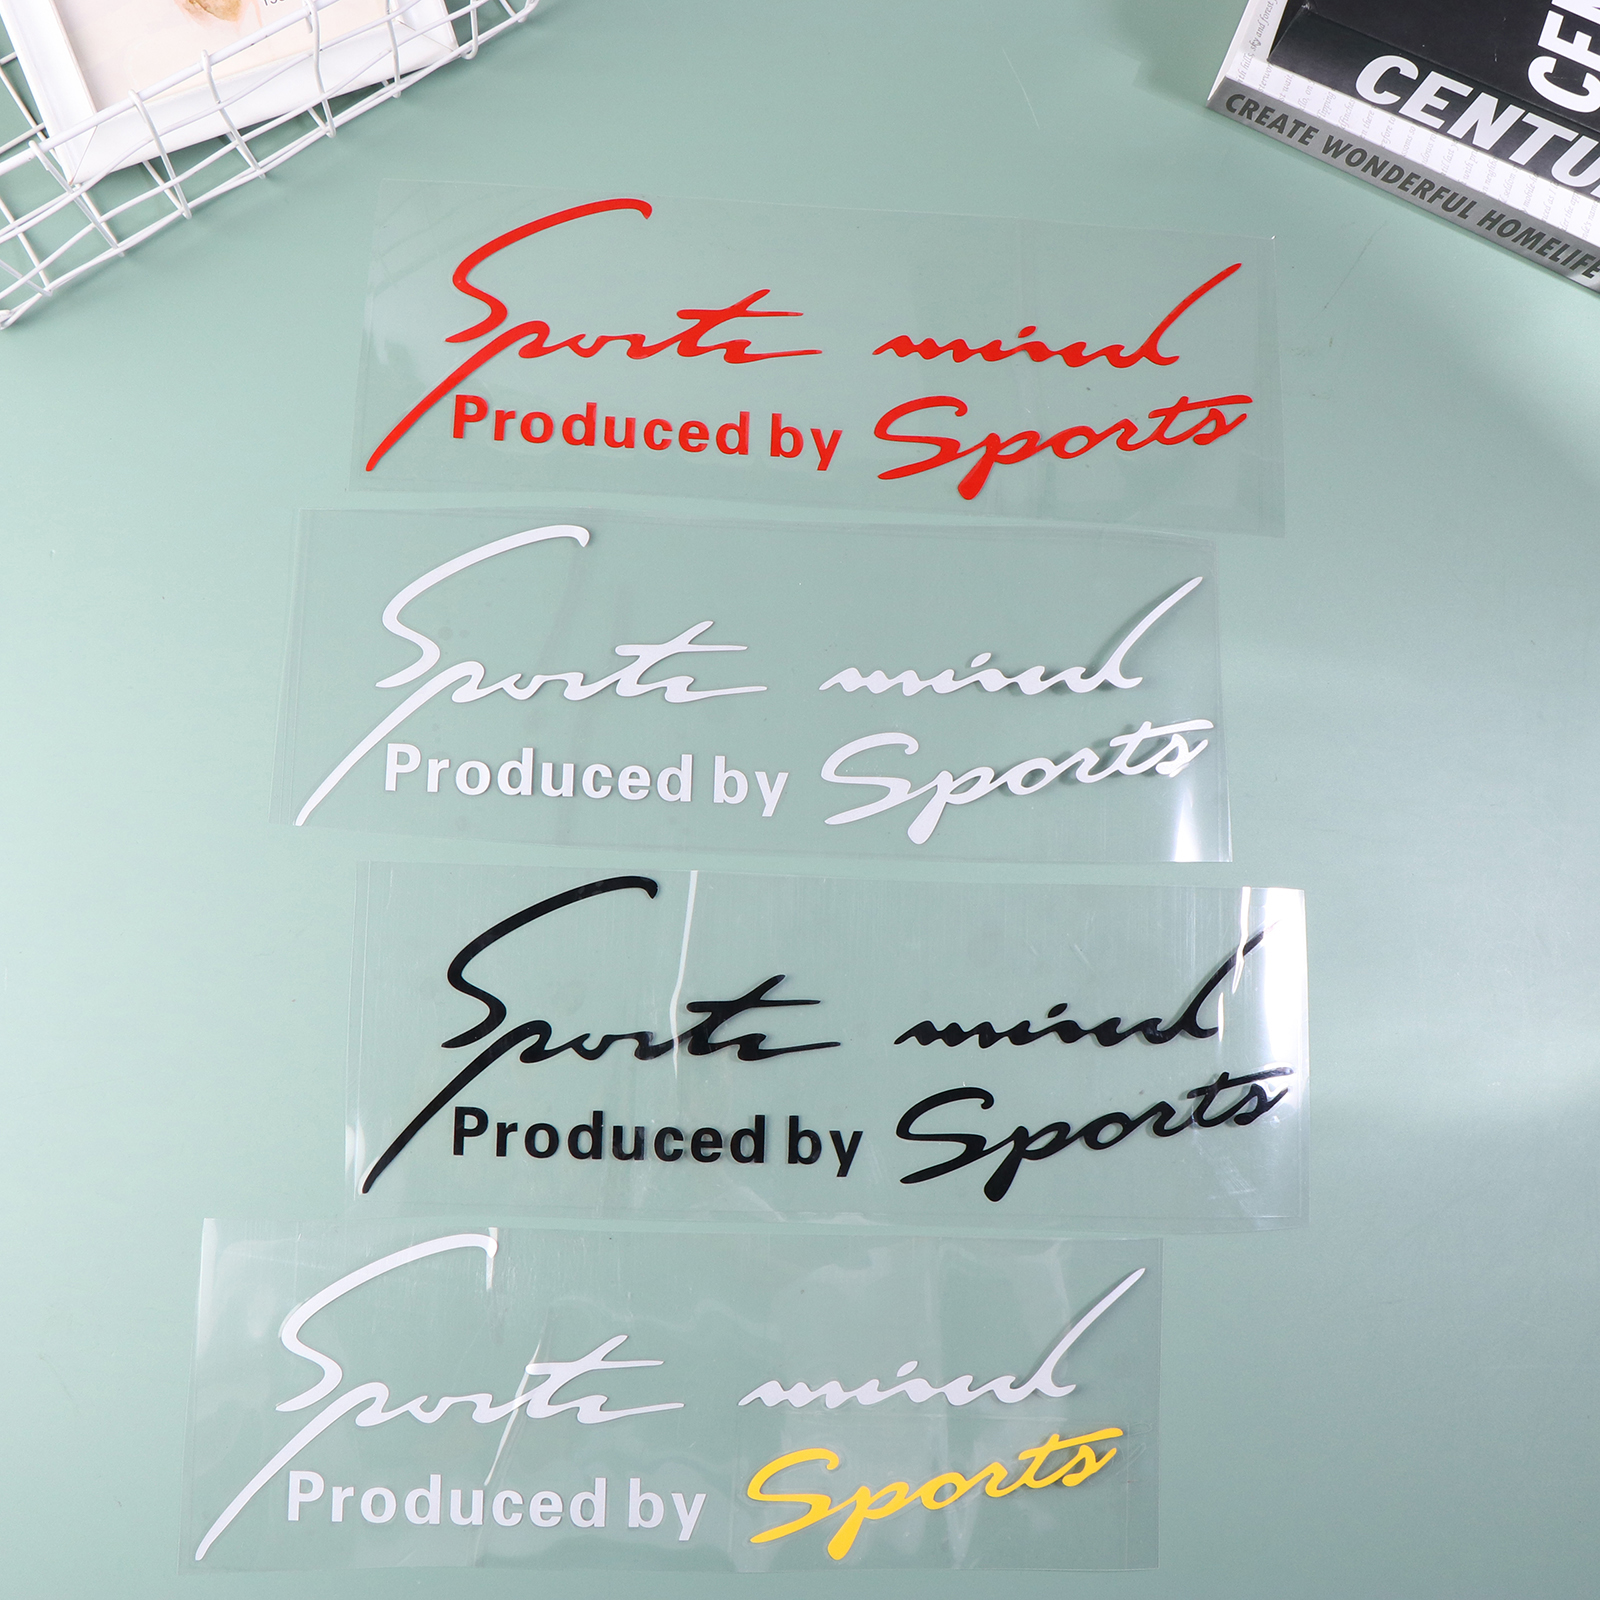 CEN
CENTU
CREATE WONDERFUL HOMELIFE
Sports mind
Produced by Sports
Sports mind
Produced by Sports
Sports mind
Produced by Sports
Sports mind
Produced by Sports